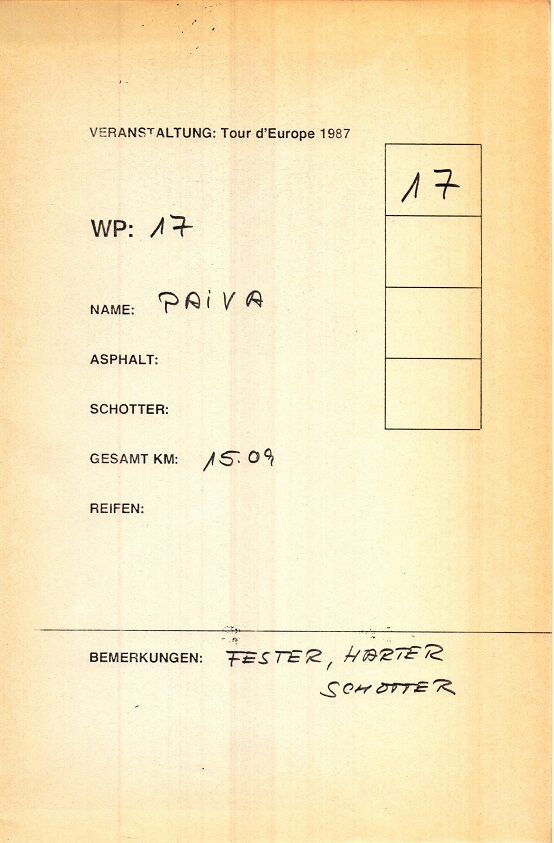 VERANSTALTUNG: Tour d'Europe 1987
17
WP: 17
NAME: PAIVA
ASPHALT:
SCHOTTER:
GESAMT KM: 15.09
REIFEN:
BEMERKUNGEN: FESTER, HARTER
SCHOTTER